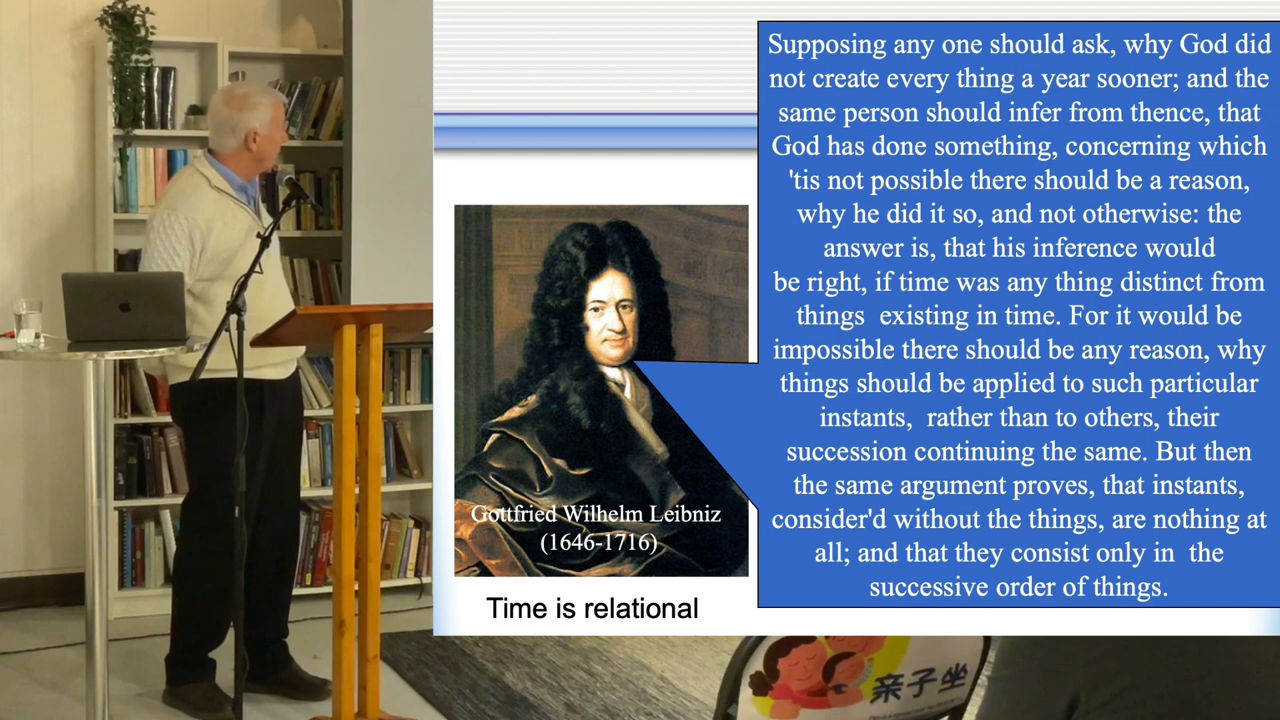 Supposing any one should ask, why God did
not create every thing a year sooner; and the
same person should infer from thence, that
God has done something, concerning which
'tis not possible there should be a reason,
why he did it so, and not otherwise: the
answer is, that his inference would
be right, if time was any thing distinct from
things existing in time. For it would be
impossible there should be any reason, why
things should be applied to such particular
instants, rather than to others, their
succession continuing the same. But then
the same argument proves, that instants,
consider'd without the things, are nothing at
all; and that they consist only in the
successive order of things.
Gottfried Wilhelm Leibniz
(1646-1716)
Time is relational
亲子坐